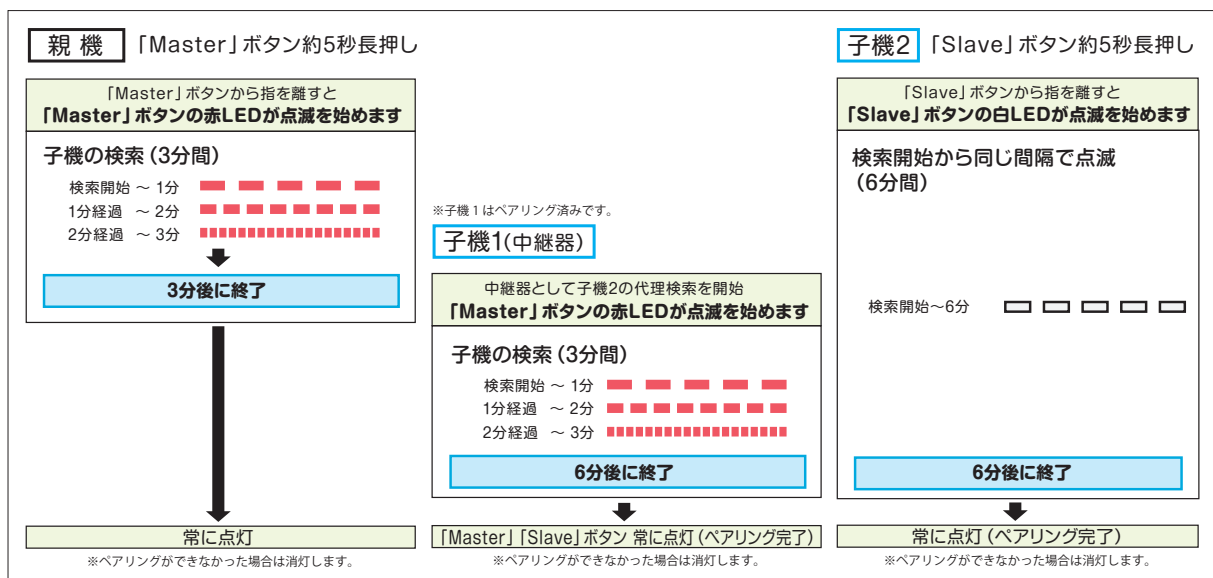 親機 「Master」ボタン約5秒長押し
「Master」ボタンから指を離すと
「Master」ボタンの赤LEDが点滅を始めます
子機の検索（3分間）
検索開始 ～ 1分
1分経過 ～ 2分
2分経過 ～ 3分
3分後に終了
常に点灯
※ペアリングができなかった場合は消灯します。
※子機１はペアリング済みです。
子機1（中継器）
中継器として子機2の代理検索を開始
「Master」ボタンの赤LEDが点滅を始めます
子機の検索（3分間）
検索開始 ～ 1分
1分経過 ～ 2分
2分経過 ～ 3分
6分後に終了
「Master」「Slave」ボタン 常に点灯（ペアリング完了）
※ペアリングができなかった場合は消灯します。
子機2 「Slave」ボタン約5秒長押し
「Slave」ボタンから指を離すと
「Slave」ボタンの白LEDが点滅を始めます
検索開始から同じ間隔で点滅
（6分間）
検索開始～6分
6分後に終了
常に点灯（ペアリング完了）
※ペアリングができなかった場合は消灯します。